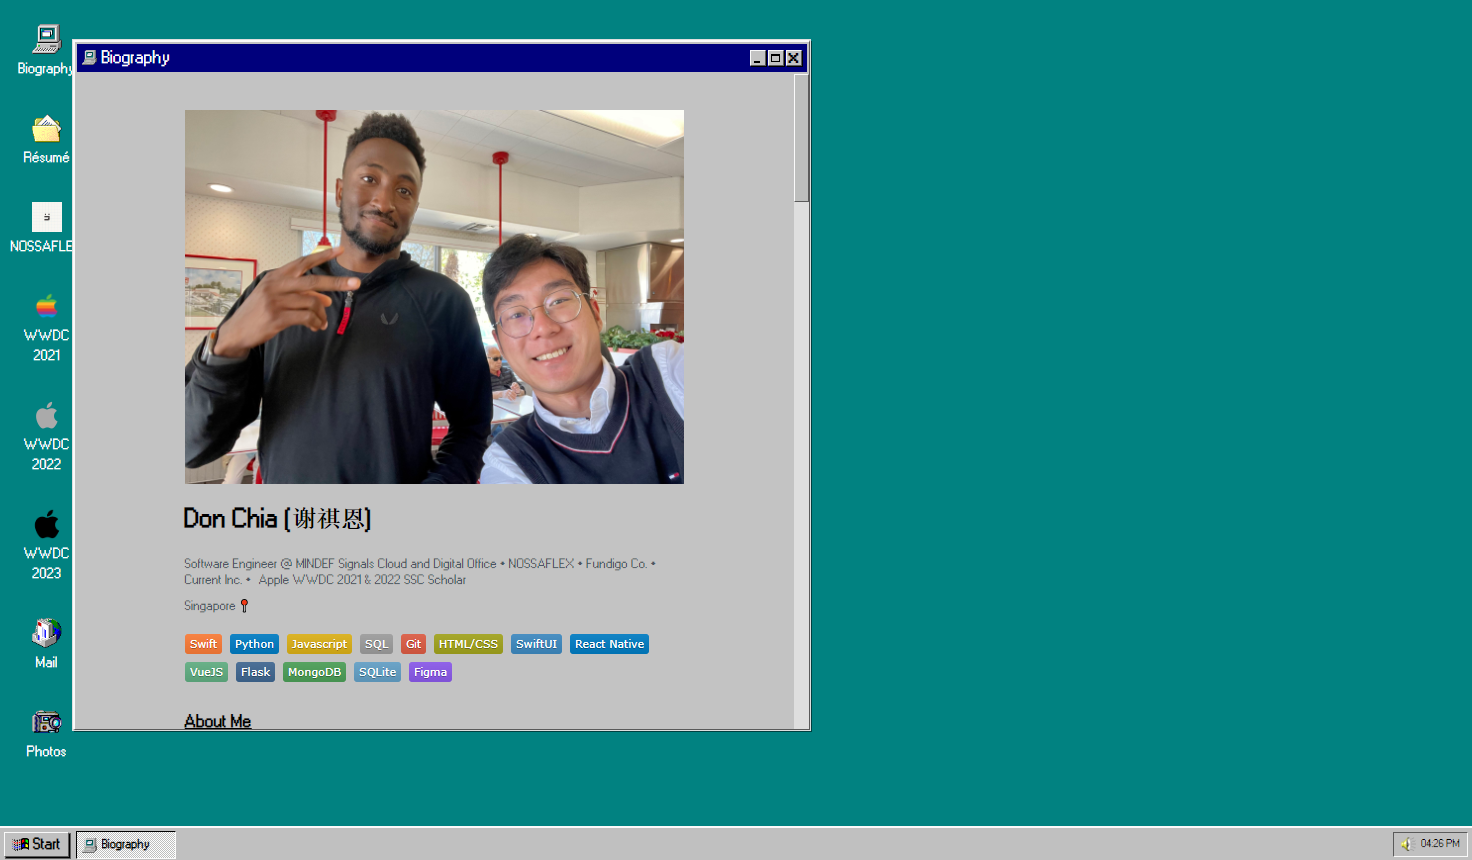 Biography
Résumé
S
NOSSAFLE
WWDC
2021
WWDC
2022
WWDC
2023
Mail
Photos
Biography
Don Chia (谢祺恩)
Software Engineer @ MINDEF Signals Cloud and Digital Office • NOSSAFLEX • Fundigo Co. •
Current Inc. • Apple WWDC 2021 & 2022 SSC Scholar
Singapore
Swift Python Javascript SQL Git HTML/CSS SwiftUI React Native
VueJS Flask MongoDB SQLite Figma
About Me
Start Biography 04:26 PM